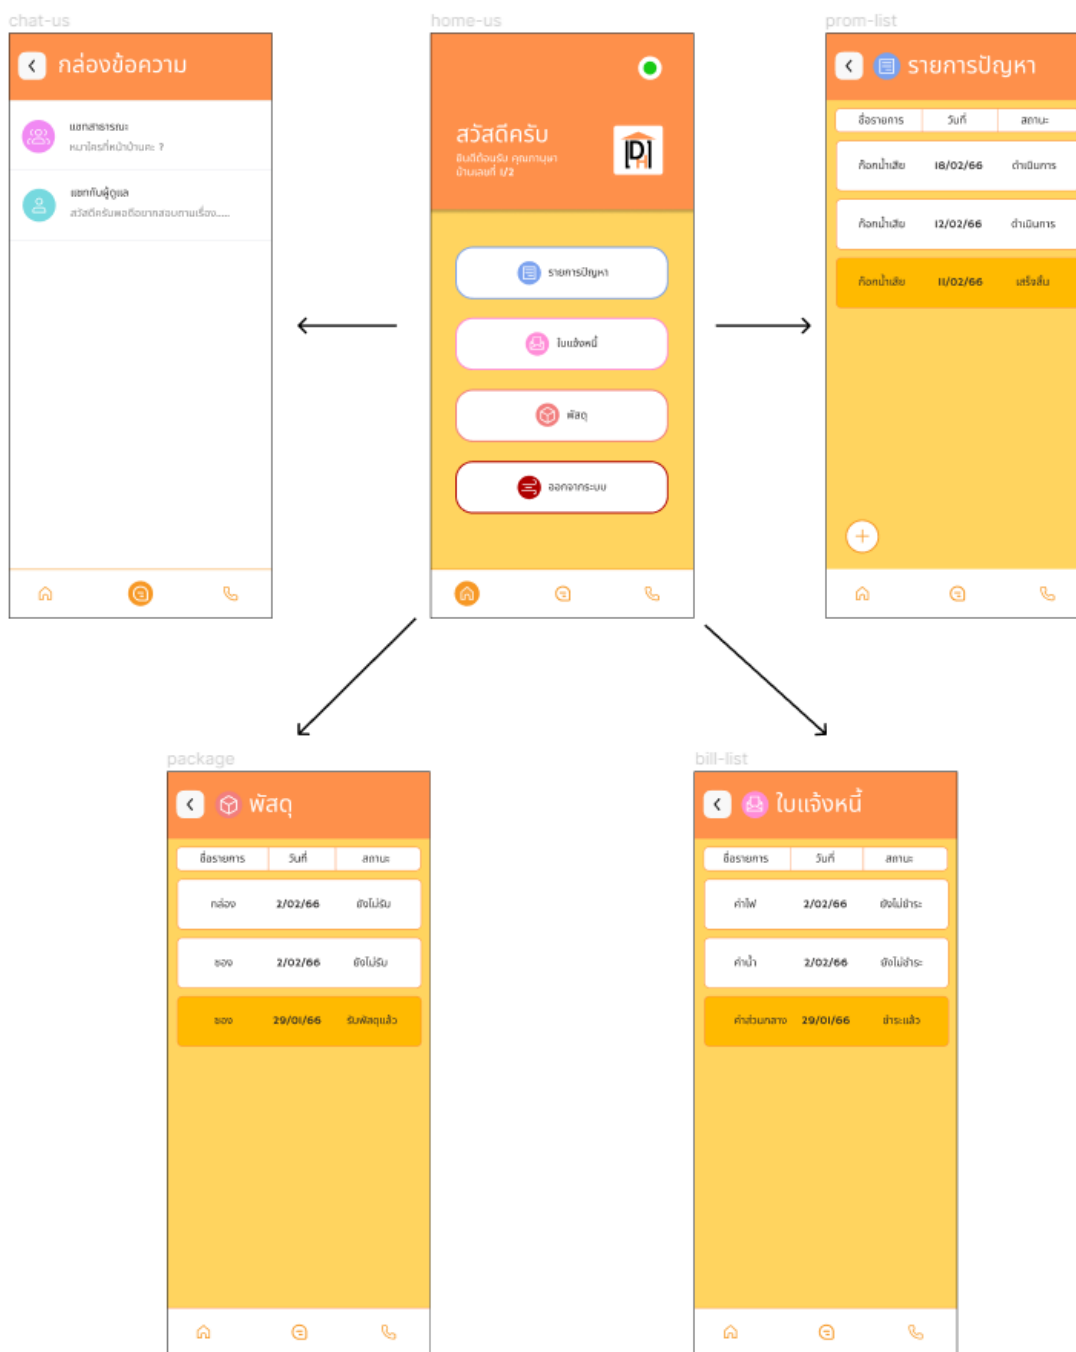 chat-us
กล่องข้อความ
แชทสาธารณะ
หมาใครที่หน้าบ้านคะ ?
แชทกับผู้ดูแล
สวัสดีครับพอดีอยากสอบถามเรื่อง......
home-us
สวัสดีครับ
ยินดีต้อนรับ คุณภานุษา
บ้านเลขที่ 1/2
DH
รายการปัญหา
ใบแจ้งหนี้
พัสดุ
ออกจากระบบ
prom-list
รายการปัญหา
ชื่อรายการ วันที่ สถานะ
ก๊อกน้ำเสีย 18/02/66 ดำเนินการ
ก๊อกน้ำเสีย 12/02/66 ดำเนินการ
ก๊อกน้ำเสีย 11/02/66 เสร็จสิ้น
package
พัสดุ
ชื่อรายการ วันที่ สถานะ
กล่อง 2/02/66 ยังไม่รับ
ซอง 2/02/66 ยังไม่รับ
ซอง 29/01/66 รับพัสดุแล้ว
bill-list
ใบแจ้งหนี้
ชื่อรายการ วันที่ สถานะ
ค่าไฟ 2/02/66 ยังไม่ชำระ
ค่าน้ำ 2/02/66 ยังไม่ชำระ
ค่าส่วนกลาง 29/01/66 ชำระแล้ว